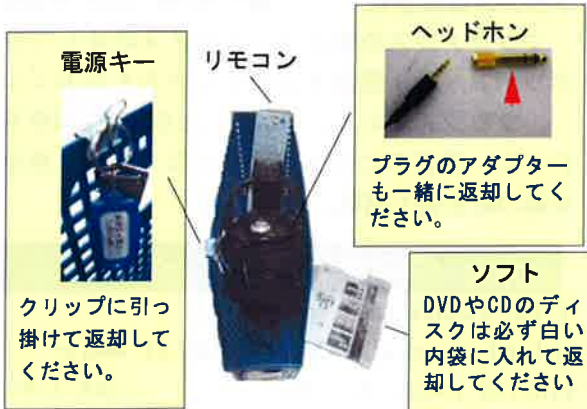 電源キー
クリップに引っ
掛けて返却して
ください。
リモコン
ヘッドホン
プラグのアダプター
も一緒に返却してく
ださい。
ソフト
DVDやCDのディ
スクは必ず白い
内袋に入れて返
却してください